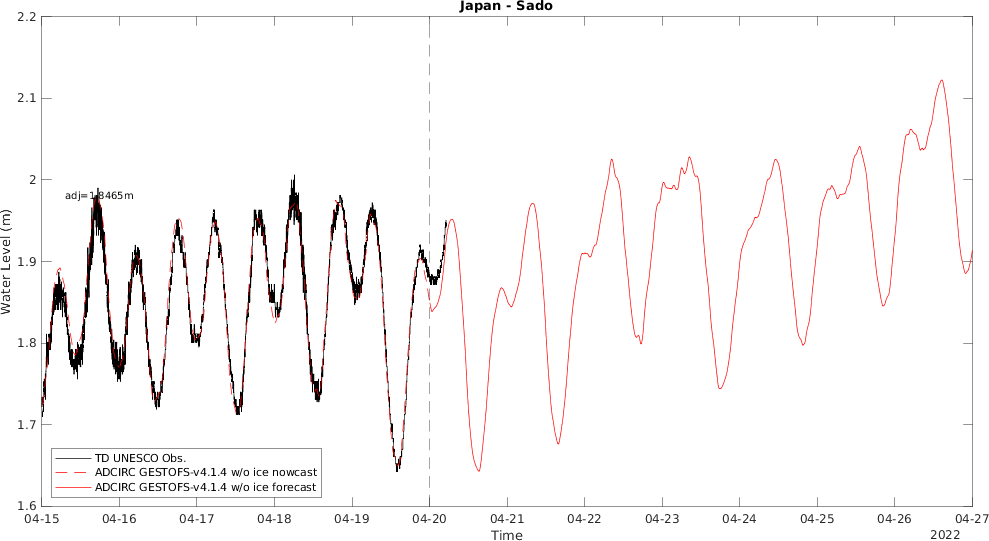 Japan - Sado
2.2
2.1
2
1.9
1.8
1.7
1.6
Water Level (m)
adj=1.8465m
TD UNESCO Obs.
ADCIRC GESTOFS-v4.1.4 w/o ice nowcast
ADCIRC GESTOFS-v4.1.4 w/o ice forecast
04-15 04-16 04-17 04-18 04-19 04-20 04-21 04-22 04-23 04-24 04-25 04-26 04-27
Time
2022